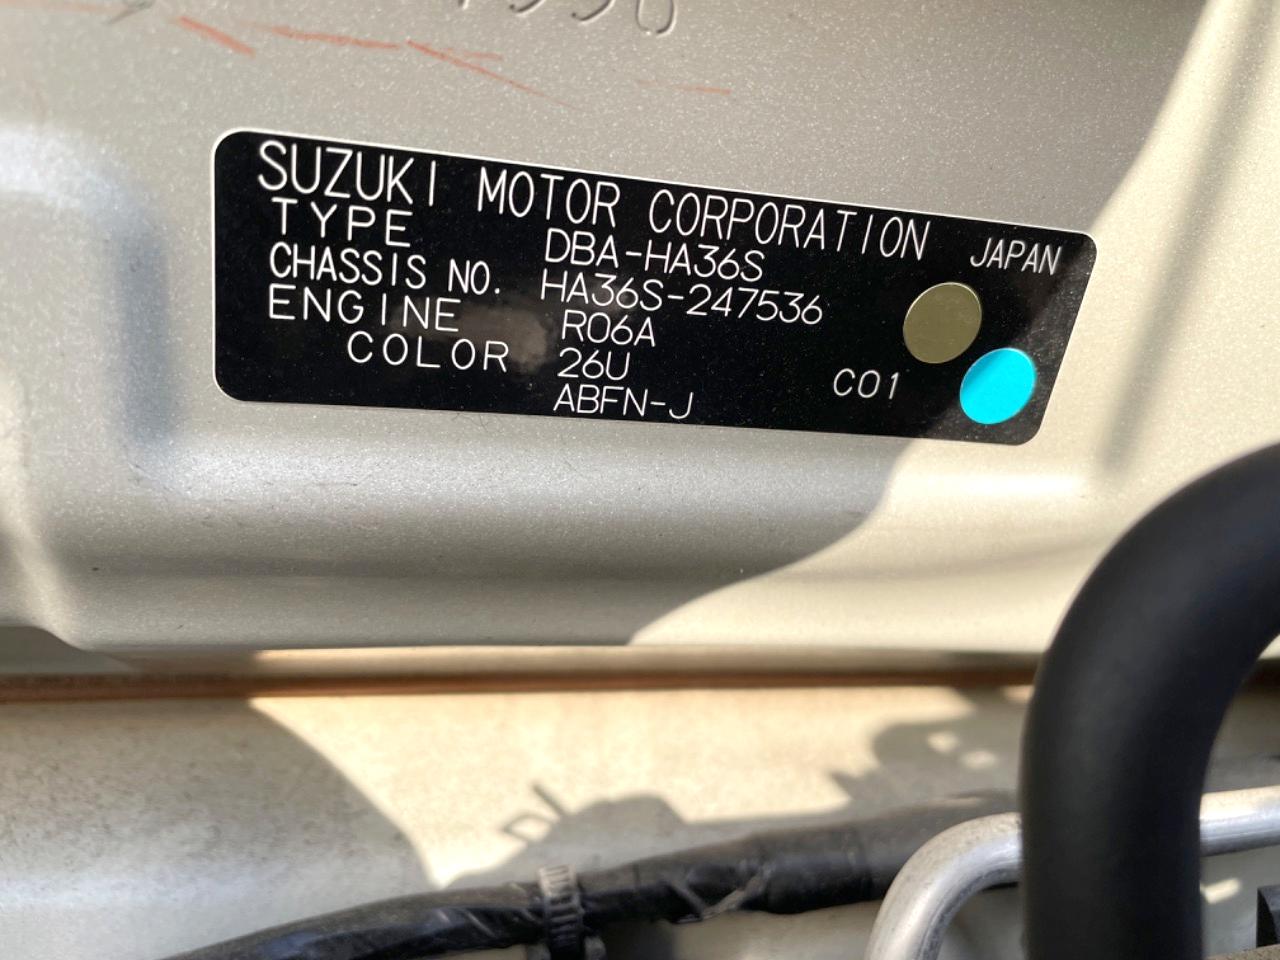 SUZUKI MOTOR CORPORATION JAPAN
TYPE DBA-HA36S
CHASSIS NO. HA36S-247536
ENGINE R06A
COLOR 26U
ABFN-J C01